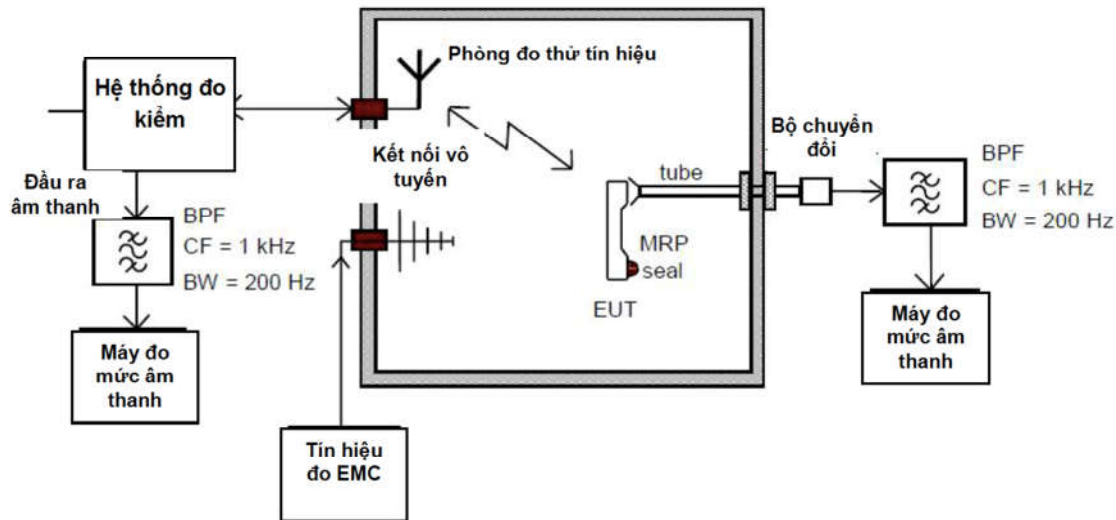 Hệ thống đo
kiểm
Đầu ra
âm thanh
BPF
CF = 1 kHz
BW = 200 Hz
Máy đo
mức âm
thanh
Phòng đo thử tín hiệu
Kết nối vô
tuyến
tube
MRP
seal
EUT
Tín hiệu
đo EMC
Bộ chuyển
đổi
BPF
CF = 1 kHz
BW = 200 Hz
Máy đo
mức âm
thanh